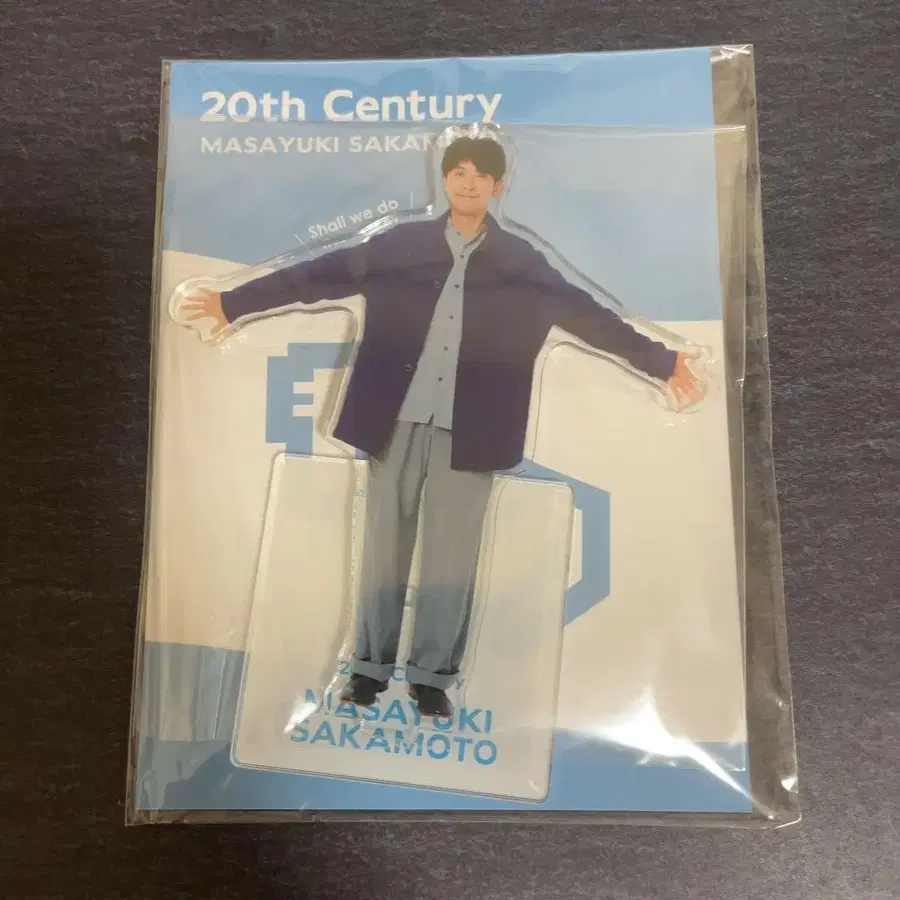 20th Century
MASAYUKI SAKAM
Shall we do
MASAYUKI
SAKAMOTO